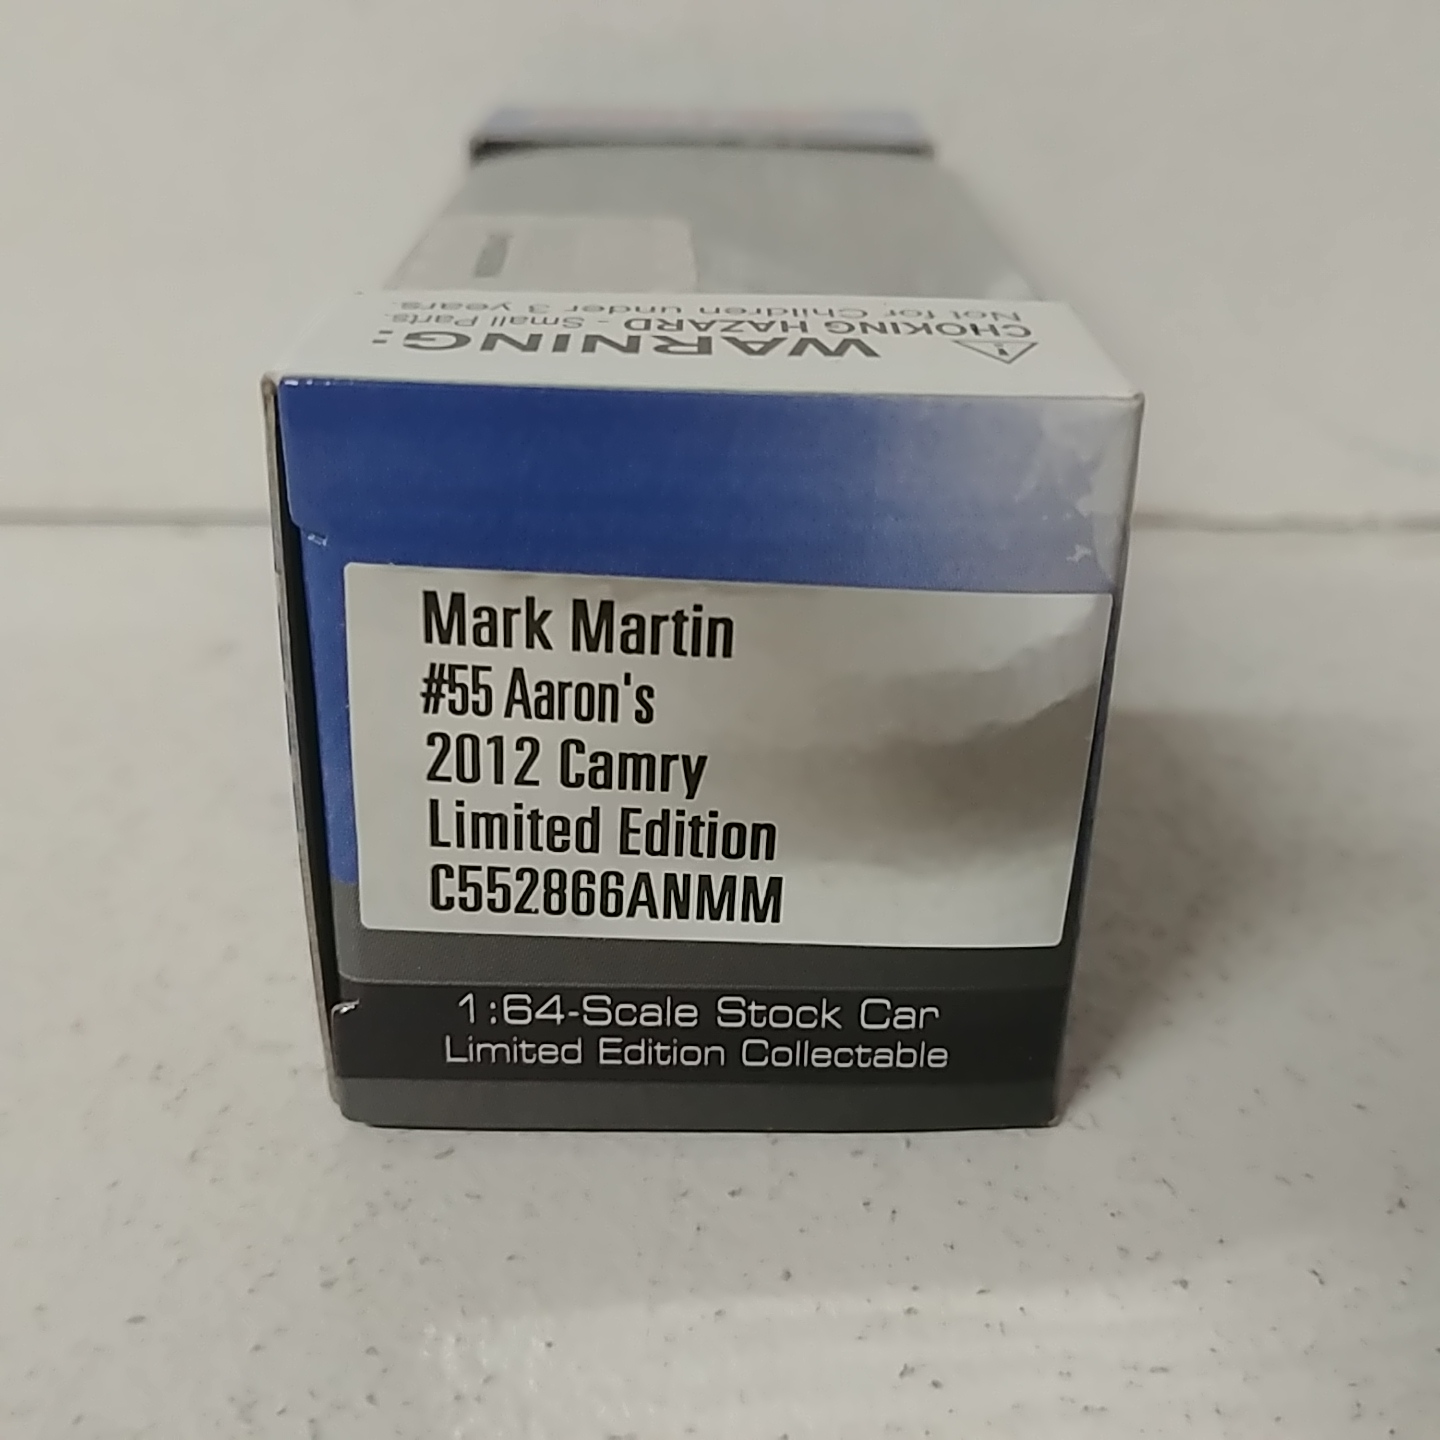 WARNING:
CHOKING HAZARD - Small Parts.
Not for Children under 3 years.
Mark Martin
#55 Aaron's
2012 Camry
Limited Edition
C552866ANMM
1:64-Scale Stock Car
Limited Edition Collectable